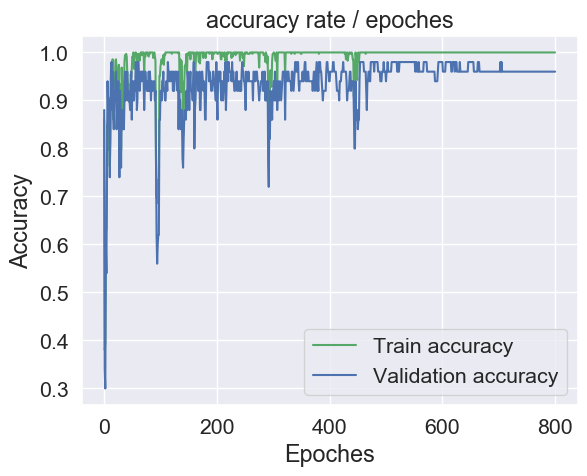 accuracy rate / epoches
1.0
0.9
0.8
0.7
0.6
0.5
0.4
0.3
Accuracy
Train accuracy
Validation accuracy
0 200 400 600 800
Epoches